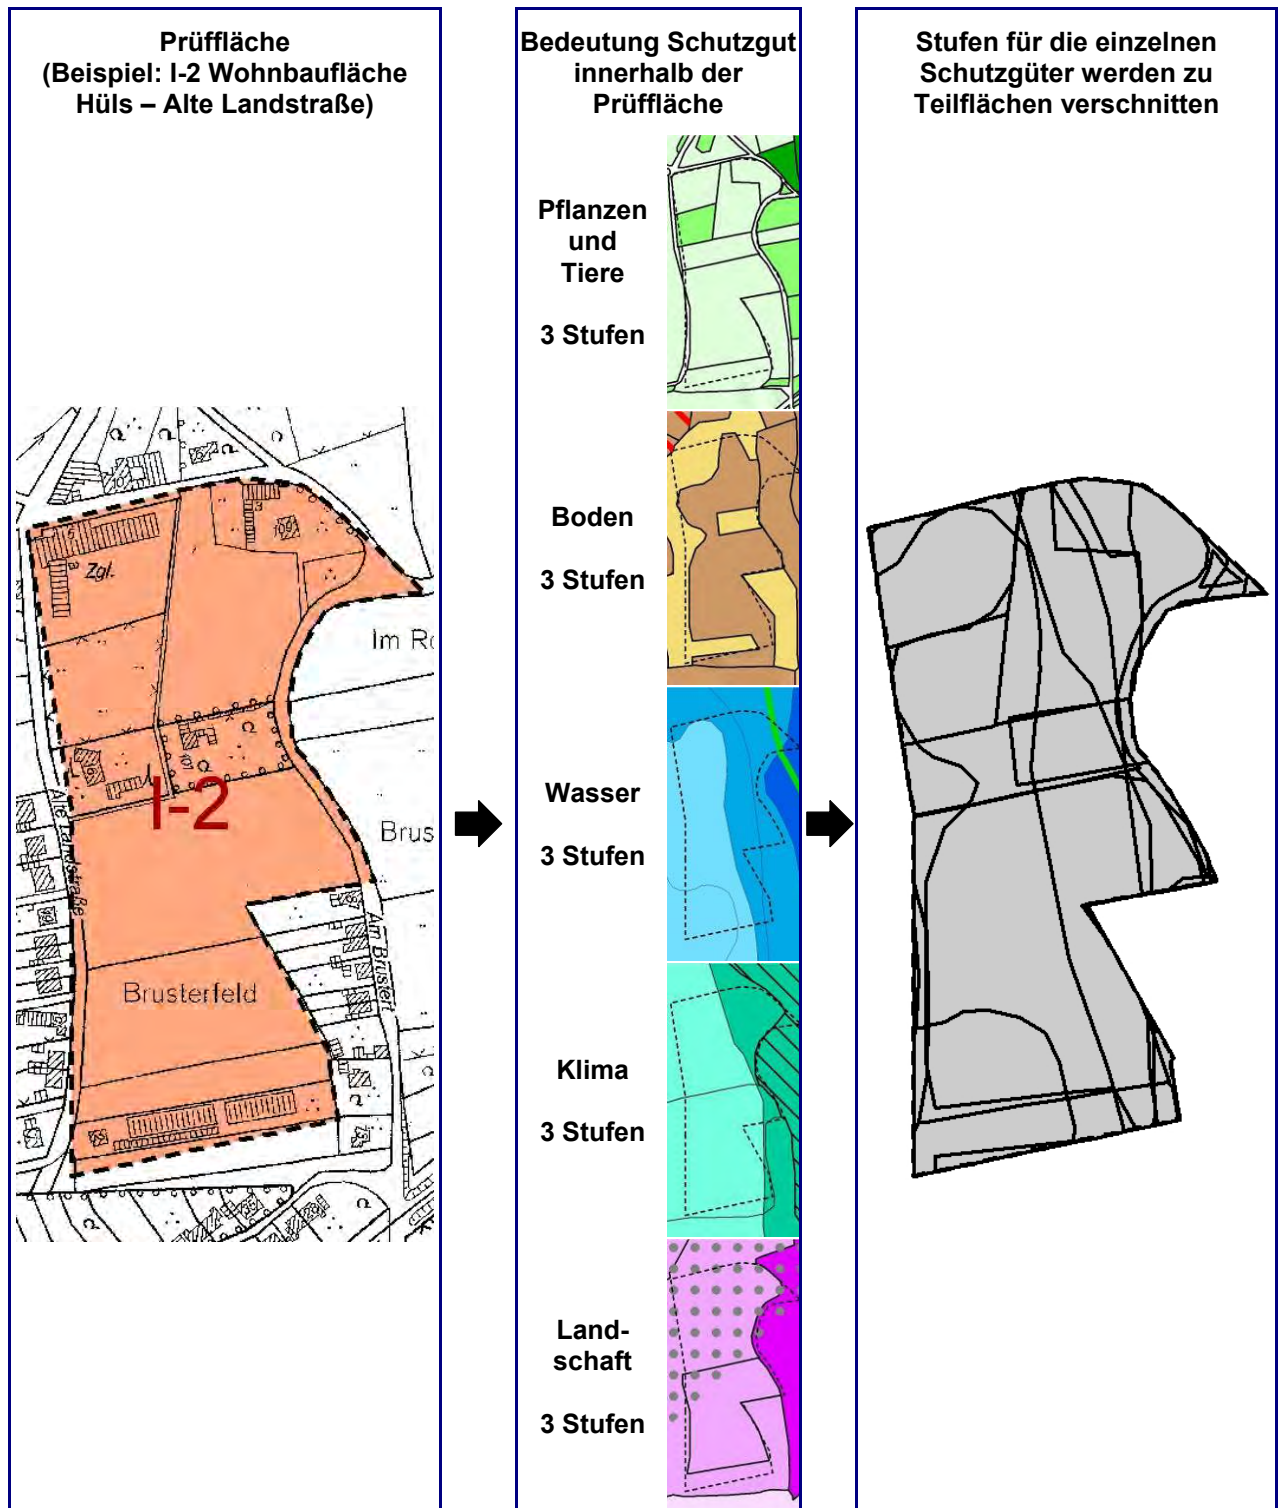 Prüffläche
(Beispiel: I-2 Wohnbaufläche
Hüls – Alte Landstraße)
Bedeutung Schutzgut
innerhalb der
Prüffläche
Stufen für die einzelnen
Schutzgüter werden zu
Teilflächen verschnitten
Pflanzen
und
Tiere
3 Stufen
Boden
3 Stufen
Wasser
3 Stufen
Klima
3 Stufen
Land-
schaft
3 Stufen
Zgl.
Im Ro
I-2
Brus
Alte Landstraße
Am Brustert
Brusterfeld